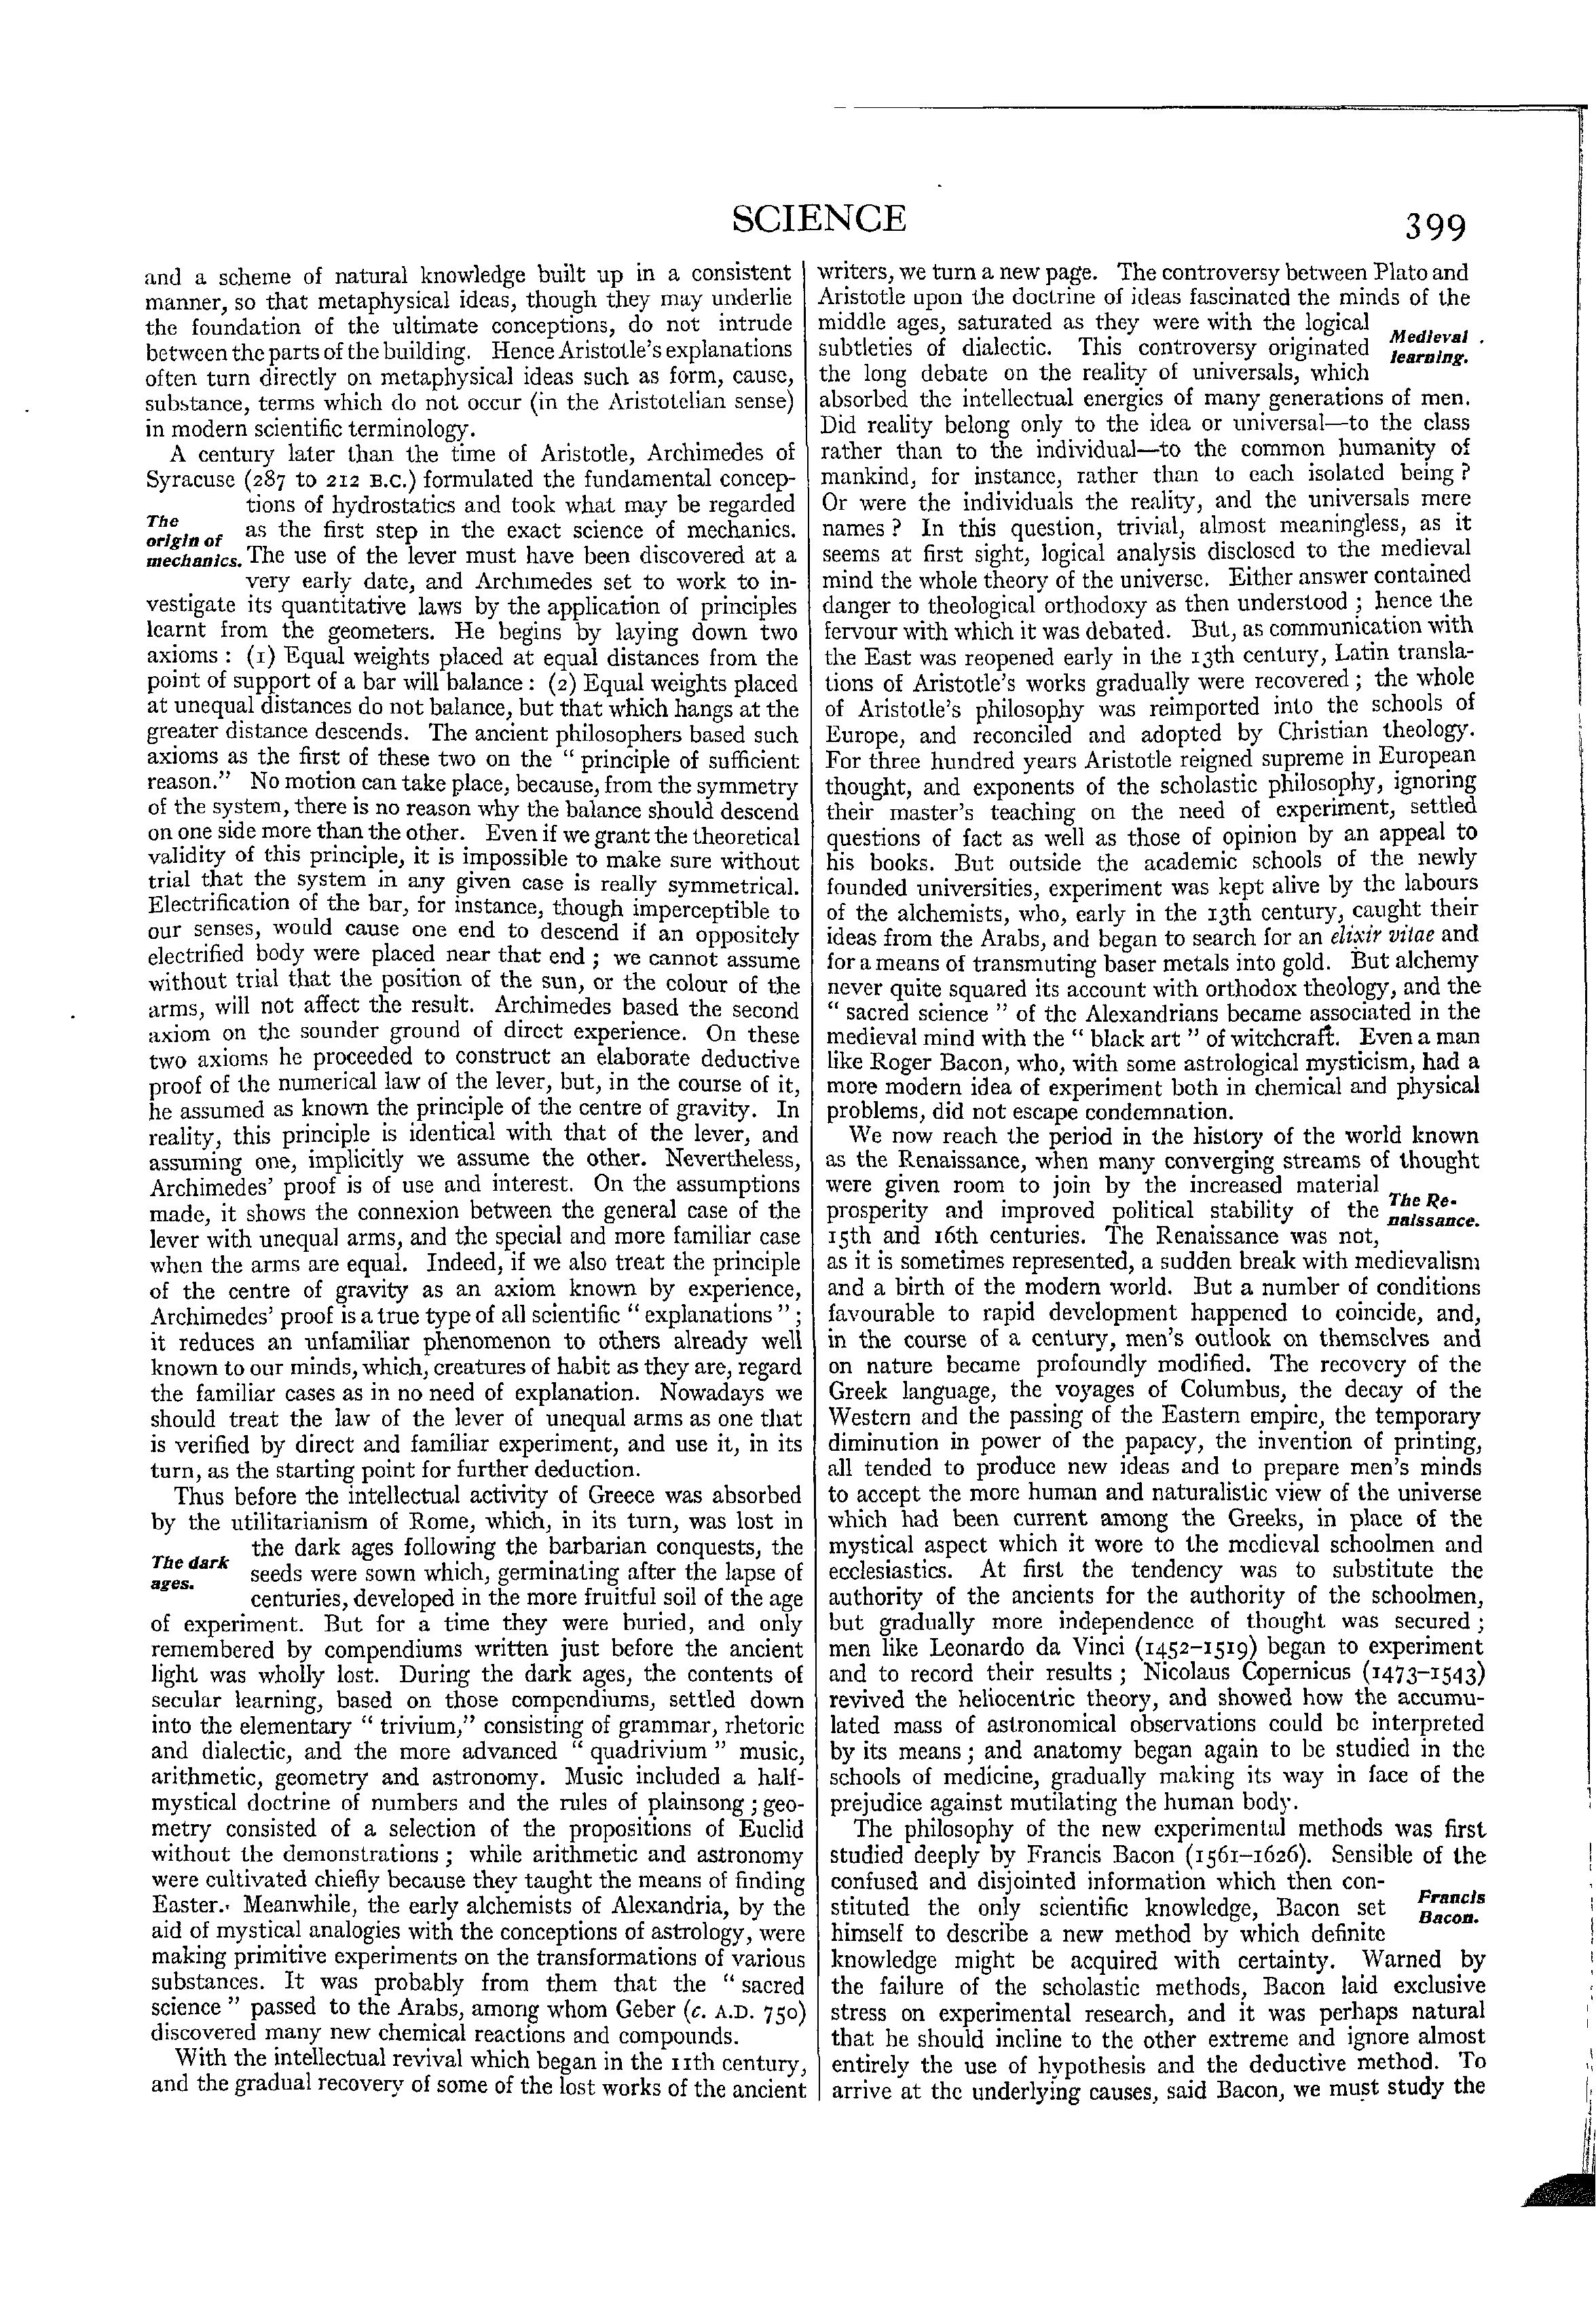 SCIENCE
399
and a scheme of natural knowledge built up in a consistent
manner, so that metaphysical ideas, though they may underlie
the foundation of the ultimate conceptions, do not intrude
between the parts of the building. Hence Aristotle's explanations
often turn directly on metaphysical ideas such as form, cause,
substance, terms which do not occur (in the Aristotelian sense)
in modern scientific terminology.
A century later than the time of Aristotle, Archimedes of
Syracuse (287 to 212 B.C.) formulated the fundamental concep-
tions of hydrostatics and took what may be regarded
The
origin of
mechanics.
as the first step in the exact science of mechanics.
The use of the lever must have been discovered at a
very early date, and Archimedes set to work to in-
vestigate its quantitative laws by the application of principles
learnt from the geometers. He begins by laying down two
axioms : (1) Equal weights placed at equal distances from the
point of support of a bar will balance : (2) Equal weights placed
at unequal distances do not balance, but that which hangs at the
greater distance descends. The ancient philosophers based such
axioms as the first of these two on the " principle of sufficient
reason." No motion can take place, because, from the symmetry
of the system, there is no reason why the balance should descend
on one side more than the other. Even if we grant the theoretical
validity of this principle, it is impossible to make sure without
trial that the system in any given case is really symmetrical.
Electrification of the bar, for instance, though imperceptible to
our senses, would cause one end to descend if an oppositely
electrified body were placed near that end ; we cannot assume
without trial that the position of the sun, or the colour of the
arms, will not affect the result. Archimedes based the second
axiom on the sounder ground of direct experience. On these
two axioms he proceeded to construct an elaborate deductive
proof of the numerical law of the lever, but, in the course of it,
he assumed as known the principle of the centre of gravity. In
reality, this principle is identical with that of the lever, and
assuming one, implicitly we assume the other. Nevertheless,
Archimedes' proof is of use and interest. On the assumptions
made, it shows the connexion between the general case of the
lever with unequal arms, and the special and more familiar case
when the arms are equal. Indeed, if we also treat the principle
of the centre of gravity as an axiom known by experience,
Archimedes' proof is a true type of all scientific " explanations " ;
it reduces an unfamiliar phenomenon to others already well
known to our minds, which, creatures of habit as they are, regard
the familiar cases as in no need of explanation. Nowadays we
should treat the law of the lever of unequal arms as one that
is verified by direct and familiar experiment, and use it, in its
turn, as the starting point for further deduction.
Thus before the intellectual activity of Greece was absorbed
by the utilitarianism of Rome, which, in its turn, was lost in
the dark ages following the barbarian conquests, the
The dark
ages.
seeds were sown which, germinating after the lapse of
centuries, developed in the more fruitful soil of the age
of experiment. But for a time they were buried, and only
remembered by compendiums written just before the ancient
light was wholly lost. During the dark ages, the contents of
secular learning, based on those compendiums, settled down
into the elementary " trivium," consisting of grammar, rhetoric
and dialectic, and the more advanced " quadrivium " music,
arithmetic, geometry and astronomy. Music included a half-
mystical doctrine of numbers and the rules of plainsong ; geo-
metry consisted of a selection of the propositions of Euclid
without the demonstrations ; while arithmetic and astronomy
were cultivated chiefly because they taught the means of finding
Easter. Meanwhile, the early alchemists of Alexandria, by the
aid of mystical analogies with the conceptions of astrology, were
making primitive experiments on the transformations of various
substances. It was probably from them that the " sacred
science " passed to the Arabs, among whom Geber (c. A.D. 750)
discovered many new chemical reactions and compounds.
With the intellectual revival which began in the 11th century,
and the gradual recovery of some of the lost works of the ancient
writers, we turn a new page. The controversy between Plato and
Aristotle upon the doctrine of ideas fascinated the minds of the
middle ages, saturated as they were with the logical
Medieval
learning.
subtleties of dialectic. This controversy originated
the long debate on the reality of universals, which
absorbed the intellectual energies of many generations of men.
Did reality belong only to the idea or universal—to the class
rather than to the individual—to the common humanity of
mankind, for instance, rather than to each isolated being ?
Or were the individuals the reality, and the universals mere
names ? In this question, trivial, almost meaningless, as it
seems at first sight, logical analysis disclosed to the medieval
mind the whole theory of the universe. Either answer contained
danger to theological orthodoxy as then understood ; hence the
fervour with which it was debated. But, as communication with
the East was reopened early in the 13th century, Latin transla-
tions of Aristotle's works gradually were recovered ; the whole
of Aristotle's philosophy was reimported into the schools of
Europe, and reconciled and adopted by Christian theology.
For three hundred years Aristotle reigned supreme in European
thought, and exponents of the scholastic philosophy, ignoring
their master's teaching on the need of experiment, settled
questions of fact as well as those of opinion by an appeal to
his books. But outside the academic schools of the newly
founded universities, experiment was kept alive by the labours
of the alchemists, who, early in the 13th century, caught their
ideas from the Arabs, and began to search for an elixir vitae and
for a means of transmuting baser metals into gold. But alchemy
never quite squared its account with orthodox theology, and the
" sacred science " of the Alexandrians became associated in the
medieval mind with the " black art " of witchcraft. Even a man
like Roger Bacon, who, with some astrological mysticism, had a
more modern idea of experiment both in chemical and physical
problems, did not escape condemnation.
We now reach the period in the history of the world known
as the Renaissance, when many converging streams of thought
were given room to join by the increased material
The Re-
naissance.
prosperity and improved political stability of the
15th and 16th centuries. The Renaissance was not,
as it is sometimes represented, a sudden break with medievalism
and a birth of the modern world. But a number of conditions
favourable to rapid development happened to coincide, and,
in the course of a century, men's outlook on themselves and
on nature became profoundly modified. The recovery of the
Greek language, the voyages of Columbus, the decay of the
Western and the passing of the Eastern empire, the temporary
diminution in power of the papacy, the invention of printing,
all tended to produce new ideas and to prepare men's minds
to accept the more human and naturalistic view of the universe
which had been current among the Greeks, in place of the
mystical aspect which it wore to the medieval schoolmen and
ecclesiastics. At first the tendency was to substitute the
authority of the ancients for the authority of the schoolmen,
but gradually more independence of thought was secured ;
men like Leonardo da Vinci (1452–1519) began to experiment
and to record their results ; Nicolaus Copernicus (1473–1543)
revived the heliocentric theory, and showed how the accumu-
lated mass of astronomical observations could be interpreted
by its means ; and anatomy began again to be studied in the
schools of medicine, gradually making its way in face of the
prejudice against mutilating the human body.
The philosophy of the new experimental methods was first
studied deeply by Francis Bacon (1561–1626). Sensible of the
confused and disjointed information which then con-
Francis
Bacon.
stituted the only scientific knowledge, Bacon set
himself to describe a new method by which definite
knowledge might be acquired with certainty. Warned by
the failure of the scholastic methods, Bacon laid exclusive
stress on experimental research, and it was perhaps natural
that he should incline to the other extreme and ignore almost
entirely the use of hypothesis and the deductive method. To
arrive at the underlying causes, said Bacon, we must study the